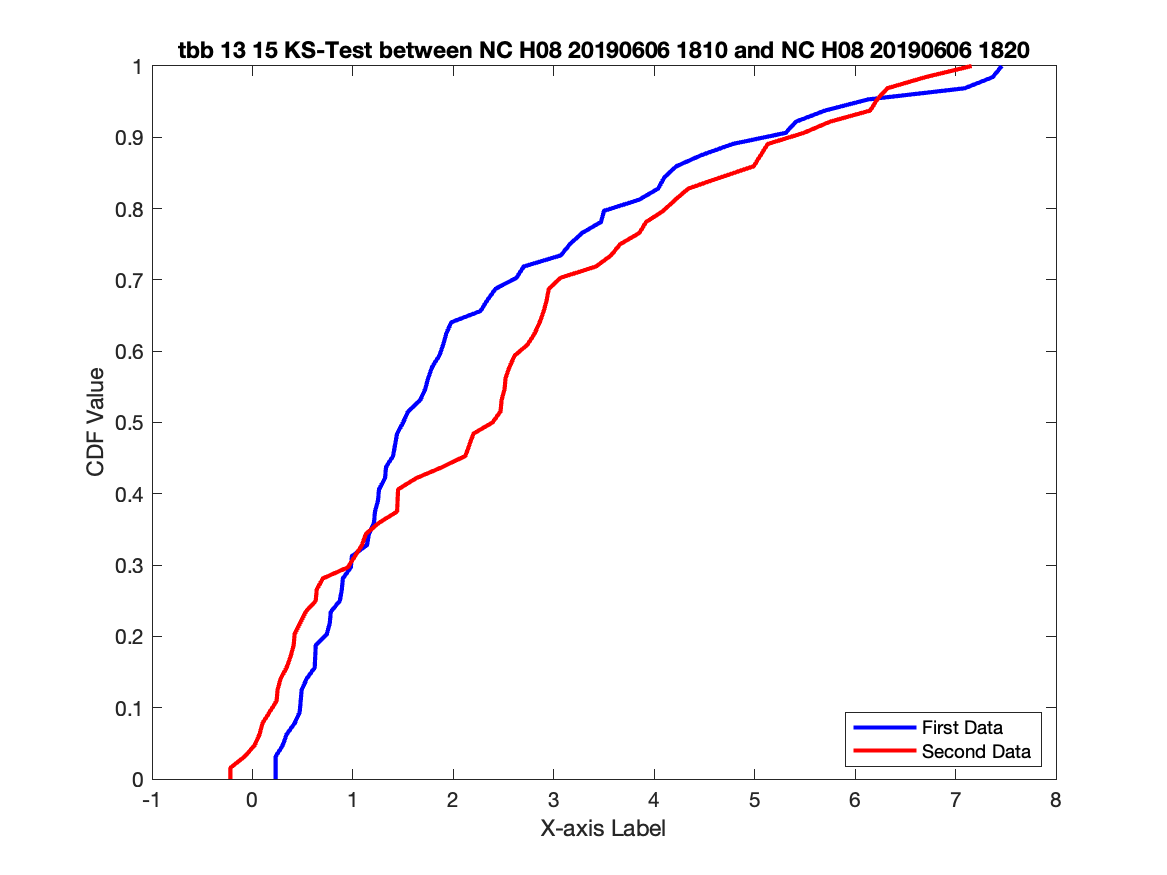 tbb 13 15 KS-Test between NC H08 20190606 1810 and NC H08 20190606 1820
1
0.9
0.8
0.7
0.6
0.5
0.4
0.3
0.2
0.1
0
CDF Value
First Data
Second Data
-1 0 1 2 3 4 5 6 7 8
X-axis Label